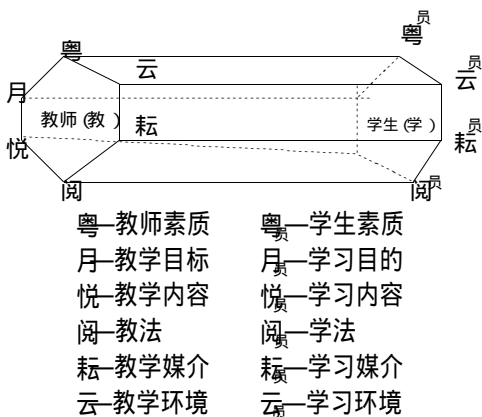 员
粤
粤
云
员
云
月
教师(教)
耘
学生(学)
员
耘
悦
阅
阅员
粤—教师素质 粤员—学生素质
月—教学目标 月员—学习目的
悦—教学内容 悦员—学习内容
阅—教法 阅员—学法
耘—教学媒介 耘员—学习媒介
云—教学环境 云员—学习环境